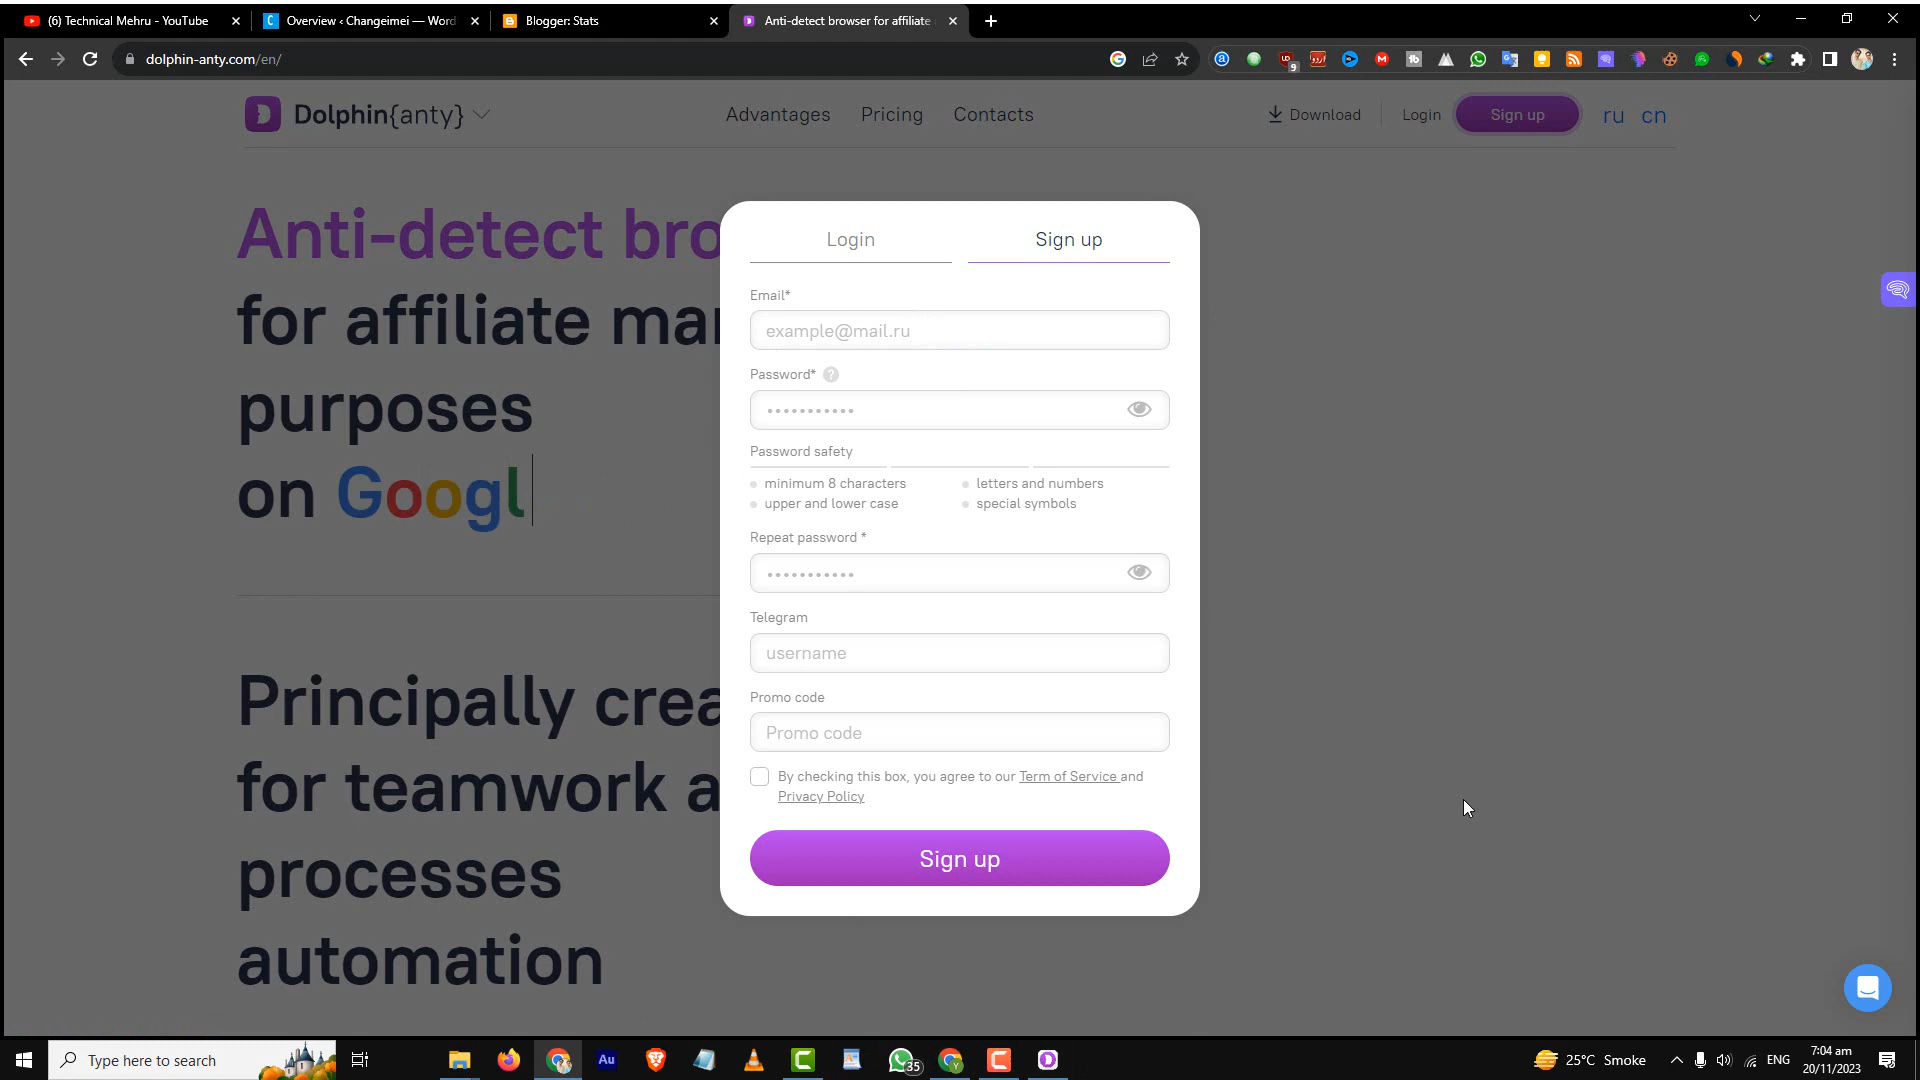 (6) Technical Mehru - YouTube
Overview ‹ Changeimei — Word
Blogger: Stats
Anti-detect browser for affiliate
dolphin-anty.com/en/
9
Dolphin{anty}
Advantages
Pricing
Contacts
Download
Login
Sign up
ru
cn
Anti-detect bro
for affiliate mar
purposes
on Googl
Principally crea
for teamwork a
processes
automation
Login
Sign up
Email*
example@mail.ru
Password* ?
Password safety
minimum 8 characters
letters and numbers
upper and lower case
special symbols
Repeat password *
Telegram
username
Promo code
Promo code
By checking this box, you agree to our Term of Service and
Privacy Policy
Sign up
Type here to search
Au
35
25°C Smoke
ENG
7:04 am
20/11/2023